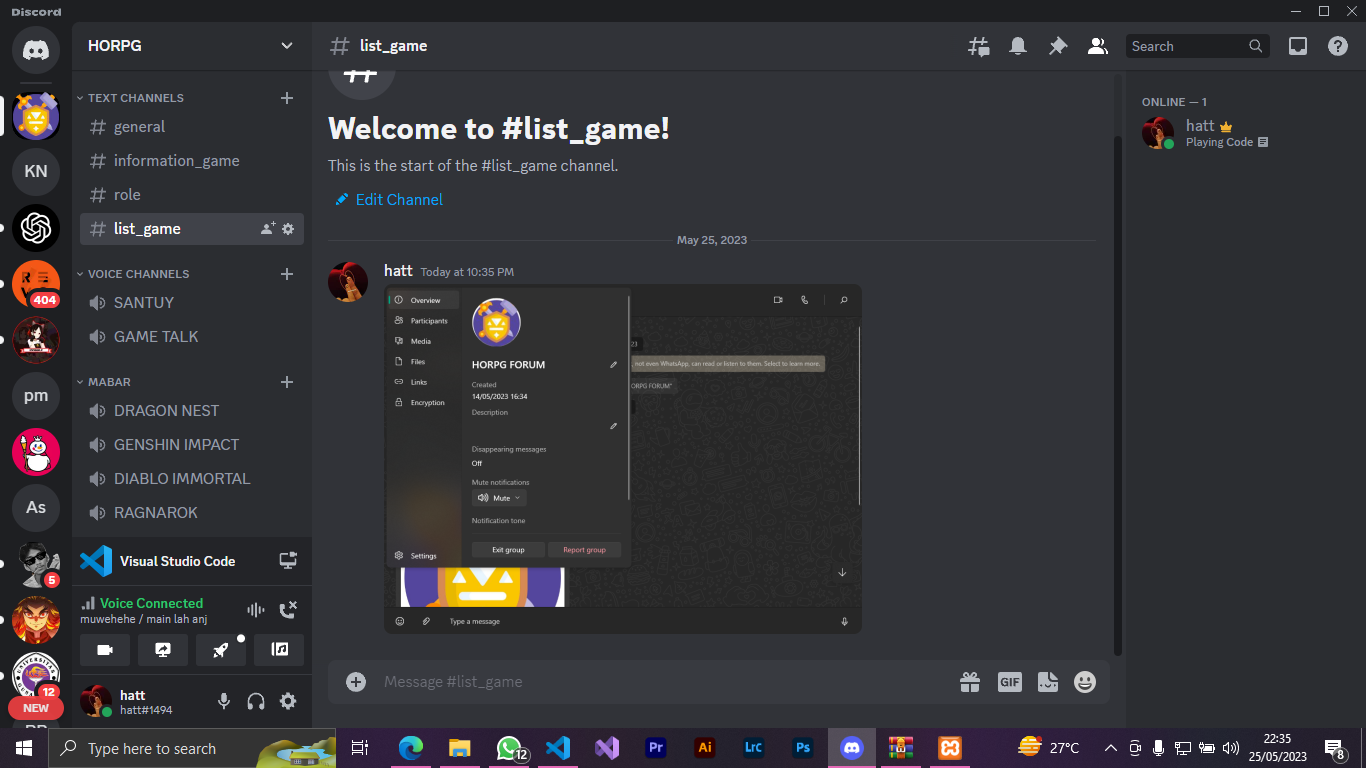 Discord
HORPG
TEXT CHANNELS
general
information_game
role
list_game
VOICE CHANNELS
SANTUY
GAME TALK
MABAR
DRAGON NEST
GENSHIN IMPACT
DIABLO IMMORTAL
RAGNAROK
Visual Studio Code
Voice Connected
muwehehe / main lah anj
hatt
hatt#1494
KN
404
pm
As
5
12
NEW
list_game
Search
Welcome to #list_game!
This is the start of the #list_game channel.
Edit Channel
May 25, 2023
hatt Today at 10:35 PM
Overview
Participants
Media
Files
Links
Encryption
Settings
HORPG FORUM
Created
14/05/2023 16:34
Description
Disappearing messages
Off
Mute notifications
Mute
Notification tone
Exit group
Report group
23
, not even WhatsApp, can read or listen to them. Select to learn more.
ORPG FORUM"
Type a message
Message #list_game
GIF
ONLINE — 1
hatt
Playing Code
Type here to search
12
Pr
Ai
Lrc
Ps
27°C
22:35
25/05/2023
8